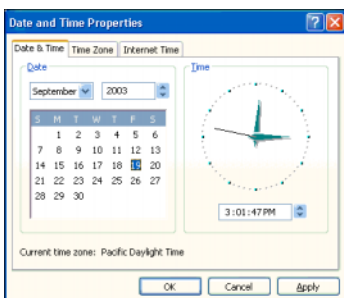 Date and Time Properties
Date & Time Time Zone Internet Time
Date
Time
September 2003
S M T W T F S
1 2 3 4 5 6
7 8 9 10 11 12 13
14 15 16 17 18 19 20
21 22 23 24 25 26 27
28 29 30
3:01:47 PM
Current time zone: Pacific Daylight Time
OK Cancel Apply